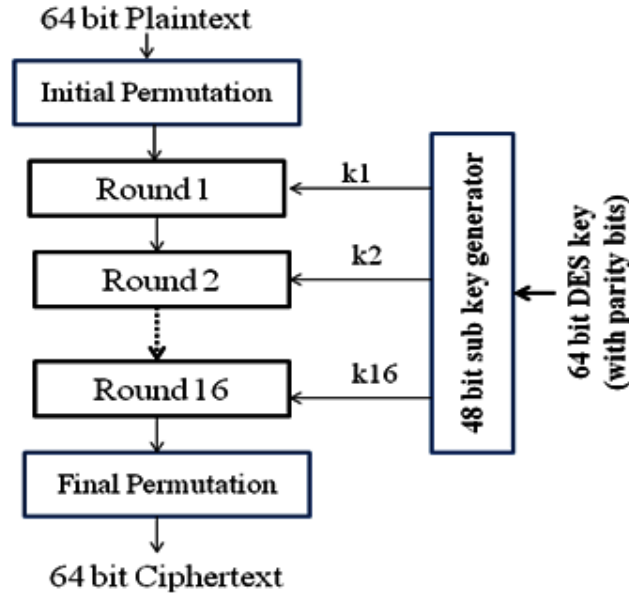 64 bit Plaintext
Initial Permutation
Round 1
k1
Round 2
k2
Round 16
k16
Final Permutation
64 bit Ciphertext
48 bit sub key generator
64 bit DES key
(with parity bits)